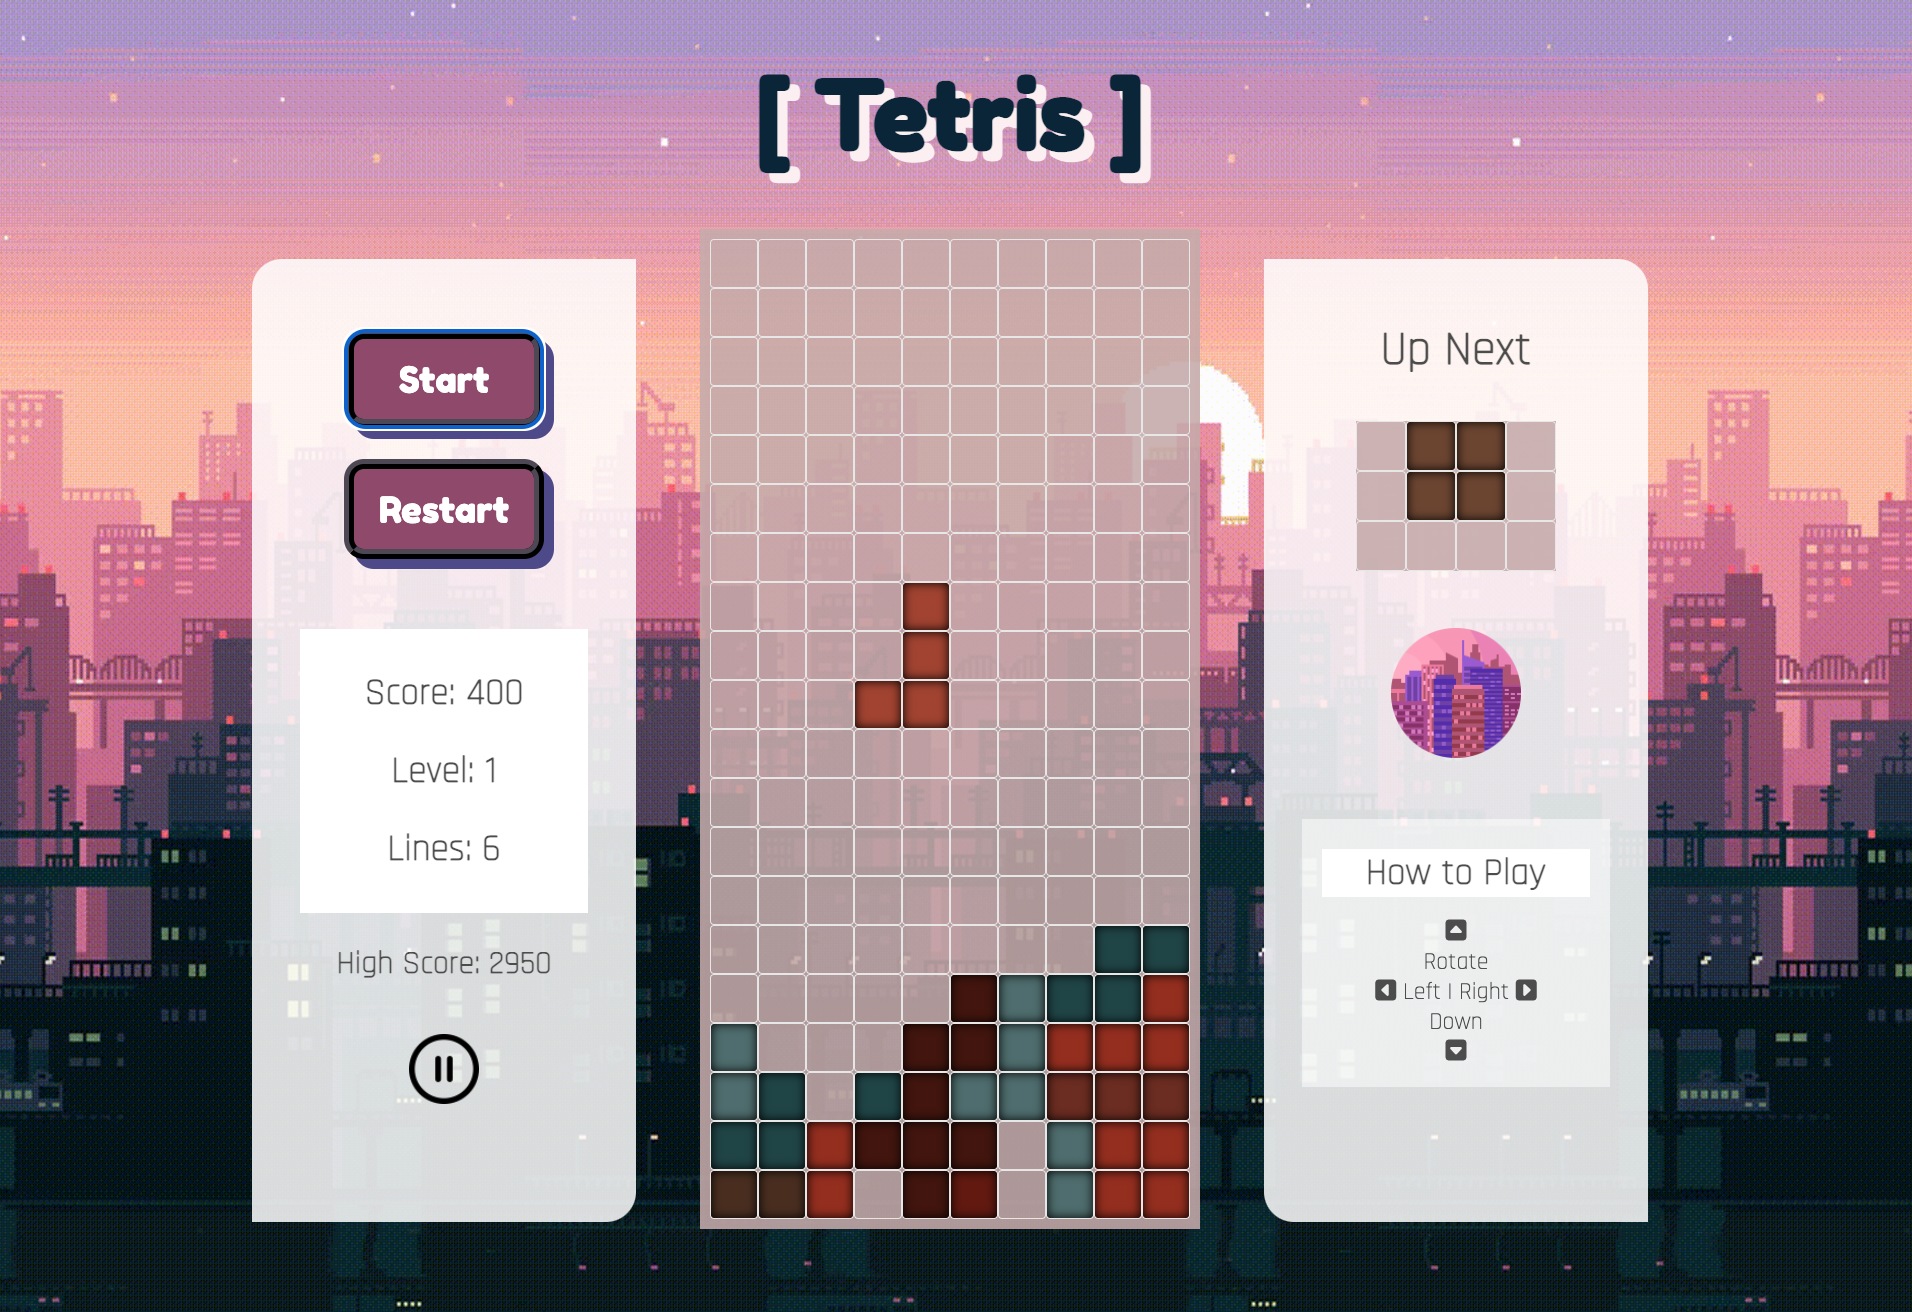 [ Tetris ]
Start
Restart
Score: 400
Level: 1
Lines: 6
High Score: 2950
Up Next
How to Play
Rotate
Left | Right
Down